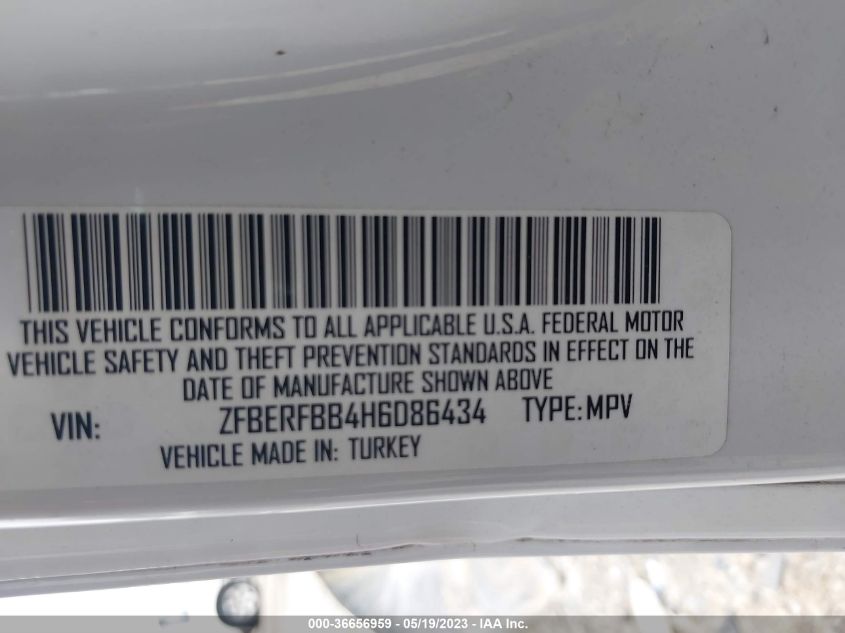 THIS VEHICLE CONFORMS TO ALL APPLICABLE U.S.A. FEDERAL MOTOR
VEHICLE SAFETY AND THEFT PREVENTION STANDARDS IN EFFECT ON THE
DATE OF MANUFACTURE SHOWN ABOVE
VIN: ZFBERFBB4H6D86434 TYPE: MPV
VEHICLE MADE IN: TURKEY
000-36656959 - 05/19/2023 - IAA Inc.